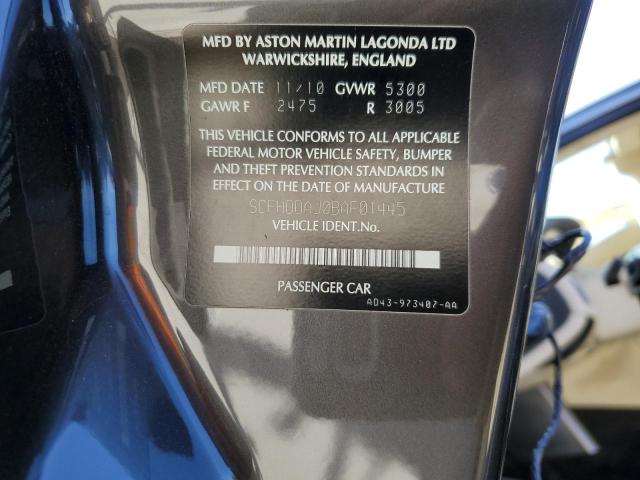 MFD BY ASTON MARTIN LAGONDA LTD
WARWICKSHIRE, ENGLAND
MFD DATE 11/10 GVWR 5300
GAWR F 2475 R 3005
THIS VEHICLE CONFORMS TO ALL APPLICABLE
FEDERAL MOTOR VEHICLE SAFETY, BUMPER
AND THEFT PREVENTION STANDARDS IN
EFFECT ON THE DATE OF MANUFACTURE
SCFHDDAJ0BAF01445
VEHICLE IDENT.No.
PASSENGER CAR
AD43-973407-AA